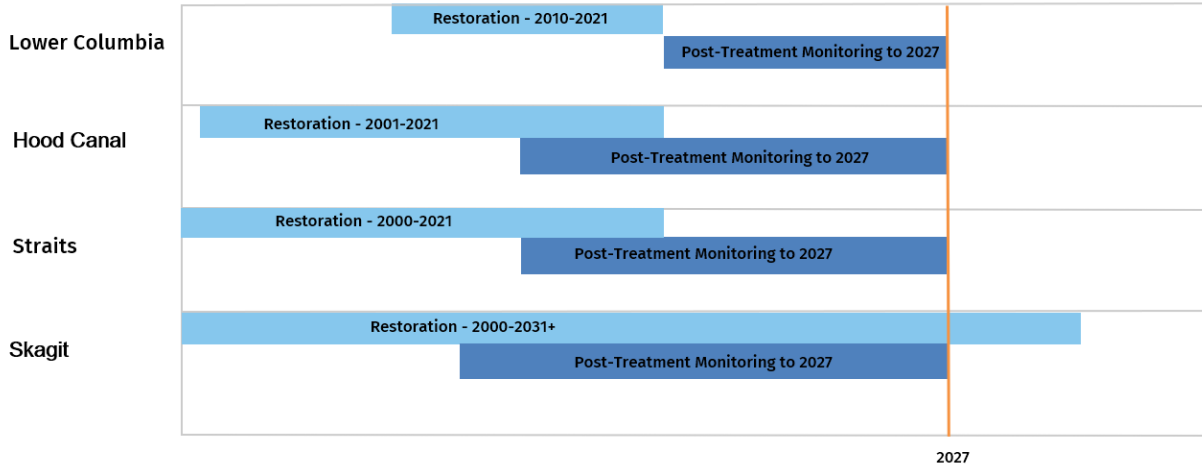 Lower Columbia
Restoration - 2010-2021
Post-Treatment Monitoring to 2027
Hood Canal
Restoration - 2001-2021
Post-Treatment Monitoring to 2027
Straits
Restoration - 2000-2021
Post-Treatment Monitoring to 2027
Skagit
Restoration - 2000-2031+
Post-Treatment Monitoring to 2027
2027